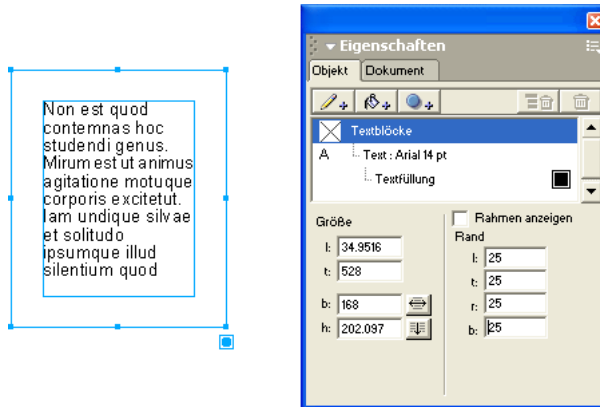 Non est quod
contemnas hoc
studendi genus.
Mirum est ut animus
agitatione motuque
corporis excitetut.
Iam undique silvae
et solitudo
ipsumque illud
silentium quod
Eigenschaften
Objekt Dokument
Textblöcke
A Text : Arial 14 pt
Textfüllung
Größe
l: 34.9516
t: 528
b: 168
h: 202.097
Rahmen anzeigen
Rand
l: 25
t: 25
r: 25
b: 25